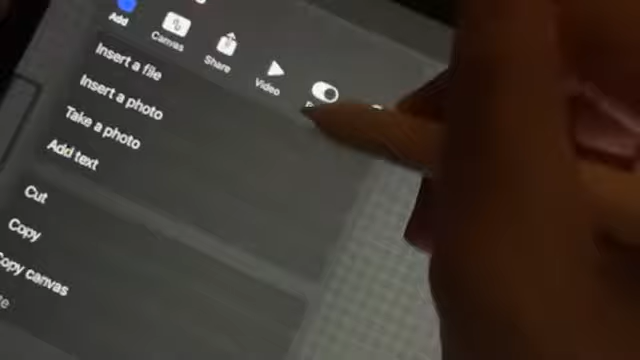 Add
Canvas
Share
Video
Insert a file
Insert a photo
Take a photo
Add text
Cut
Copy
Copy canvas